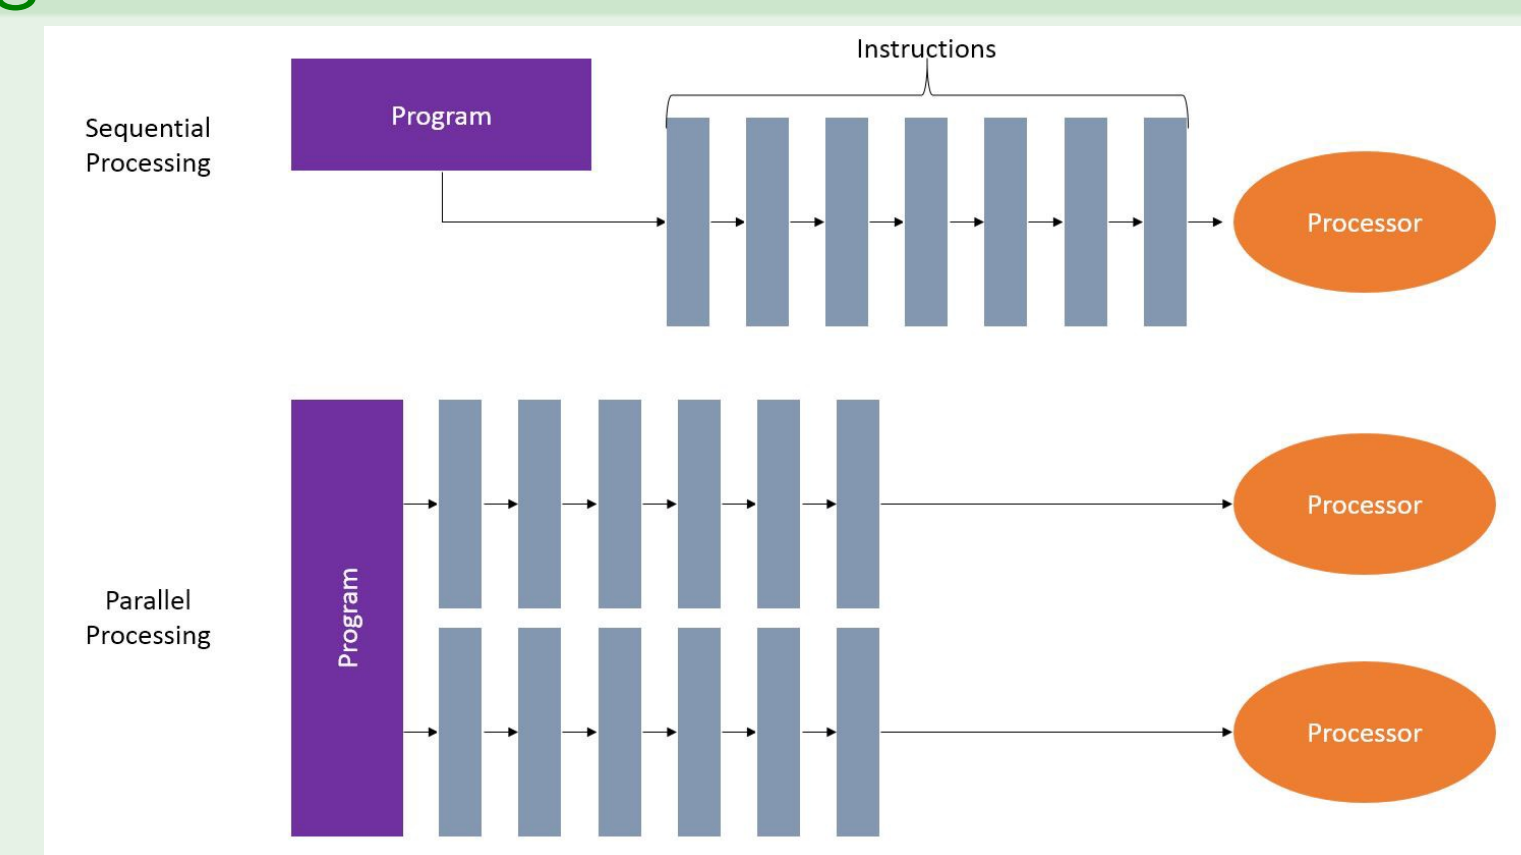 Instructions
Program
Sequential
Processing
Processor
Processor
Program
Parallel
Processing
Processor